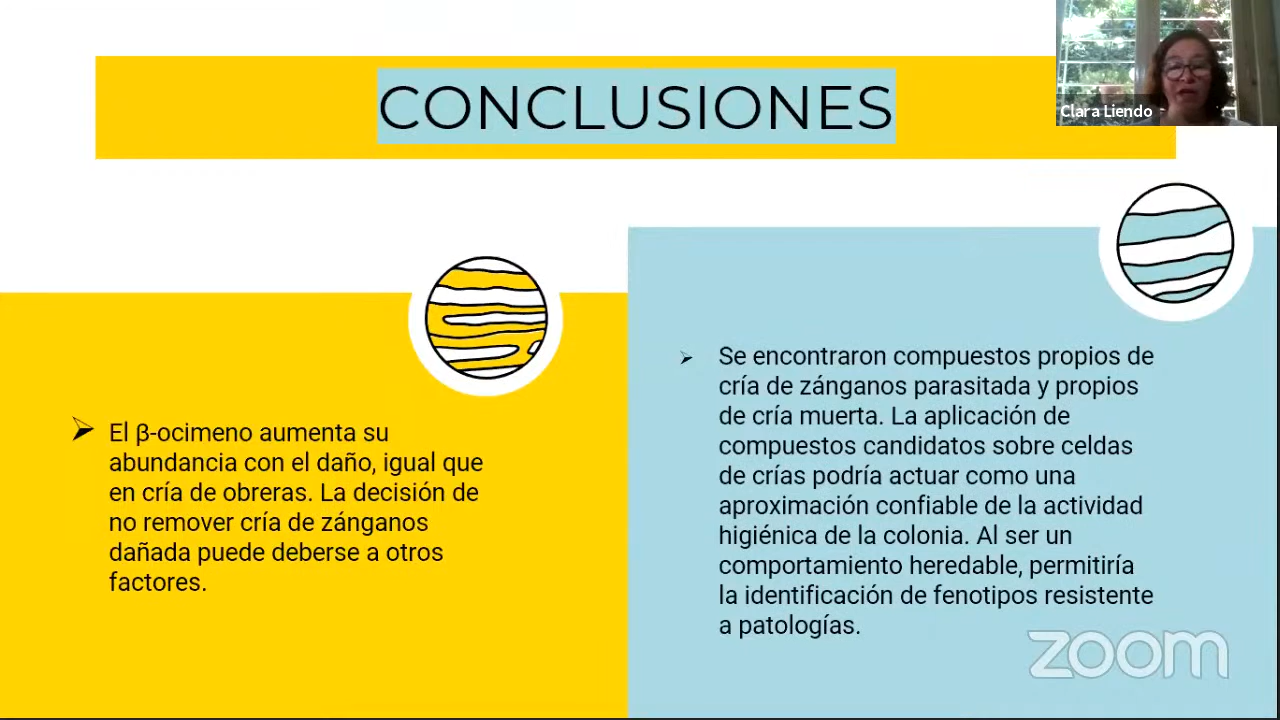 CONCLUSIONES
Clara Liendo
El β-ocimeno aumenta su
abundancia con el daño, igual que
en cría de obreras. La decisión de
no remover cría de zánganos
dañada puede deberse a otros
factores.
Se encontraron compuestos propios de
cría de zánganos parasitada y propios
de cría muerta. La aplicación de
compuestos candidatos sobre celdas
de crías podría actuar como una
aproximación confiable de la actividad
higiénica de la colonia. Al ser un
comportamiento heredable, permitiría
la identificación de fenotipos resistente
a patologías.
zoom